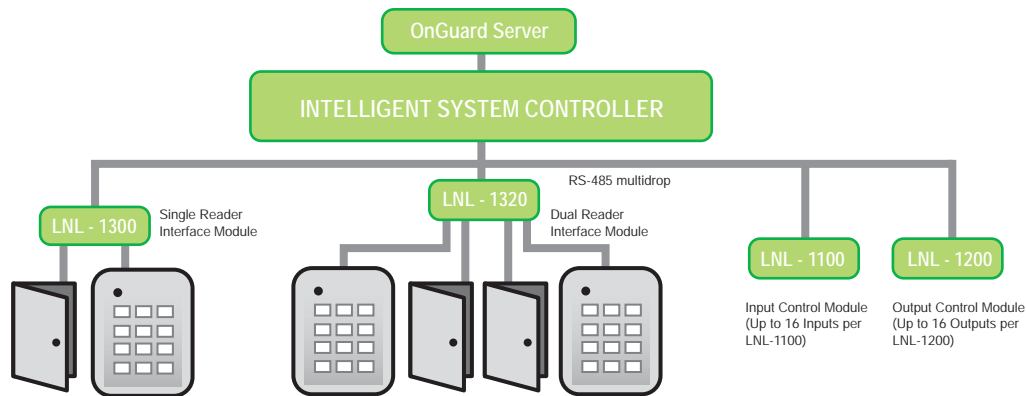 OnGuard Server
INTELLIGENT SYSTEM CONTROLLER
RS-485 multidrop
LNL - 1300
Single Reader
Interface Module
LNL - 1320
Dual Reader
Interface Module
LNL - 1100
Input Control Module
(Up to 16 Inputs per
LNL-1100)
LNL - 1200
Output Control Module
(Up to 16 Outputs per
LNL-1200)